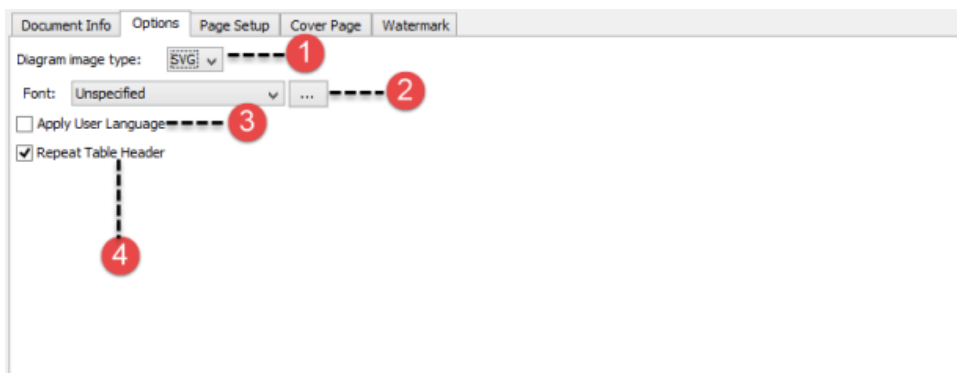 Document Info Options Page Setup Cover Page Watermark
Diagram image type: SVG 1
Font: Unspecified ... 2
Apply User Language 3
Repeat Table Header
4